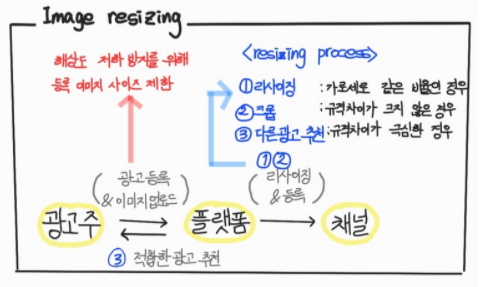 Image resizing
해상도 저하 방지를 위해
등록 이미지 사이즈 제한
<resizing process>
① 리사이징 : 가로세로 같은 비율의 경우
② 크롭 : 규격차이가 크지 않은 경우
③ 다른광고 추천 : 규격차이가 극심한 경우
① ②
(광고등록 & 이미지업로드)
(리사이징 & 등록)
광고주
플랫폼
채널
③ 적합한 광고 추천